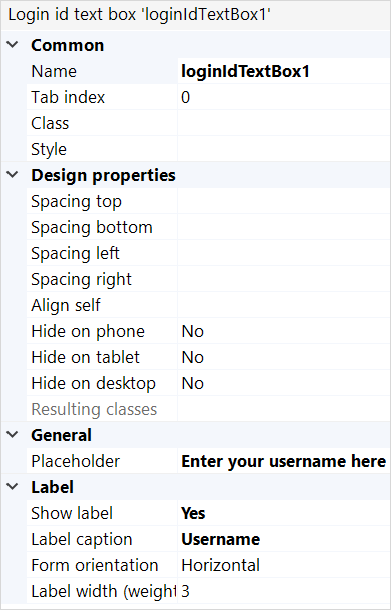 Login id text box 'loginIdTextBox1'
Common
Name loginIdTextBox1
Tab index 0
Class
Style
Design properties
Spacing top
Spacing bottom
Spacing left
Spacing right
Align self
Hide on phone No
Hide on tablet No
Hide on desktop No
Resulting classes
General
Placeholder Enter your username here
Label
Show label Yes
Label caption Username
Form orientation Horizontal
Label width (weight 3